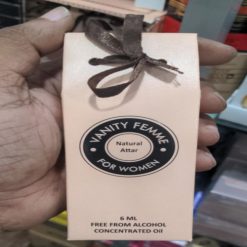 VANITY FEMME
Natural
Attar
FOR WOMEN
6 ML
FREE FROM ALCOHOL
CONCENTRATED Oil